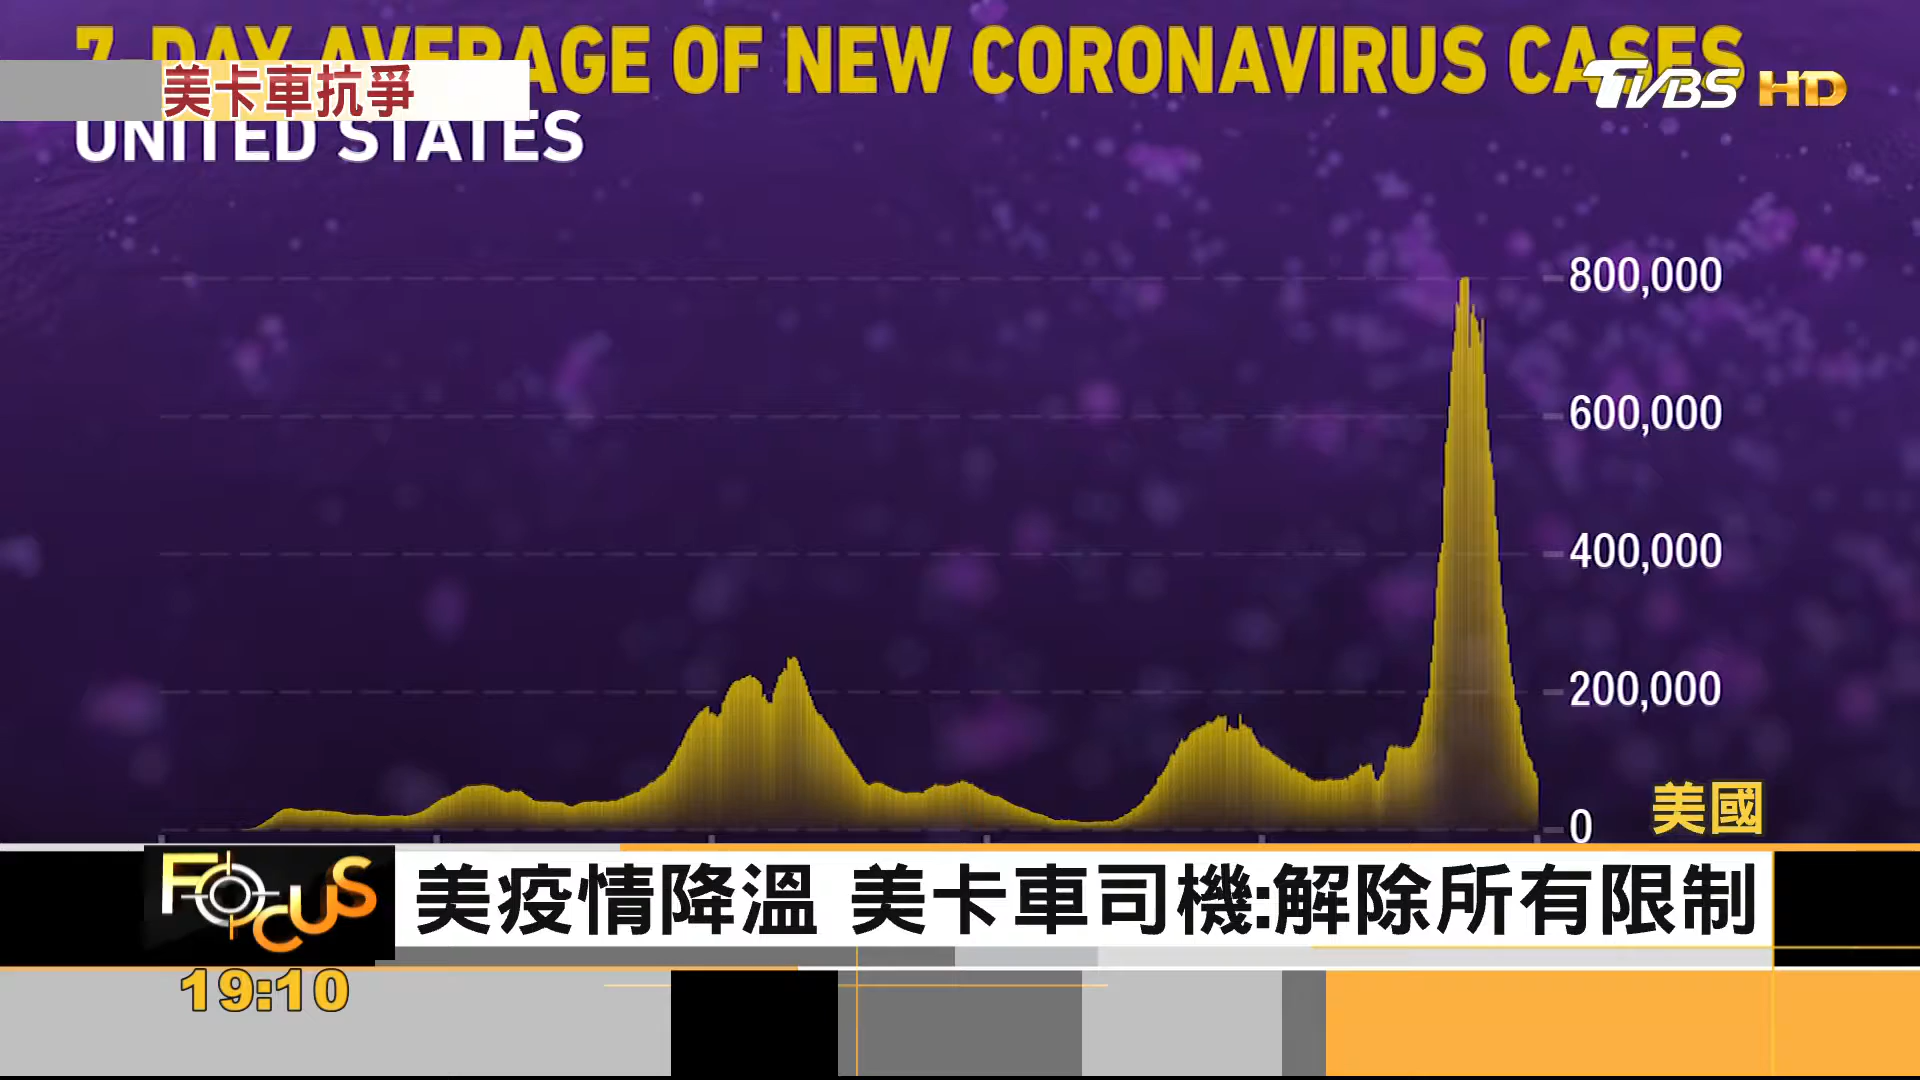 7-DAY AVERAGE OF NEW CORONAVIRUS CASES
美卡車抗爭
TVBS HD
UNITED STATES
800,000
600,000
400,000
200,000
0
美國
FOCUS
美疫情降溫 美卡車司機:解除所有限制
19:10